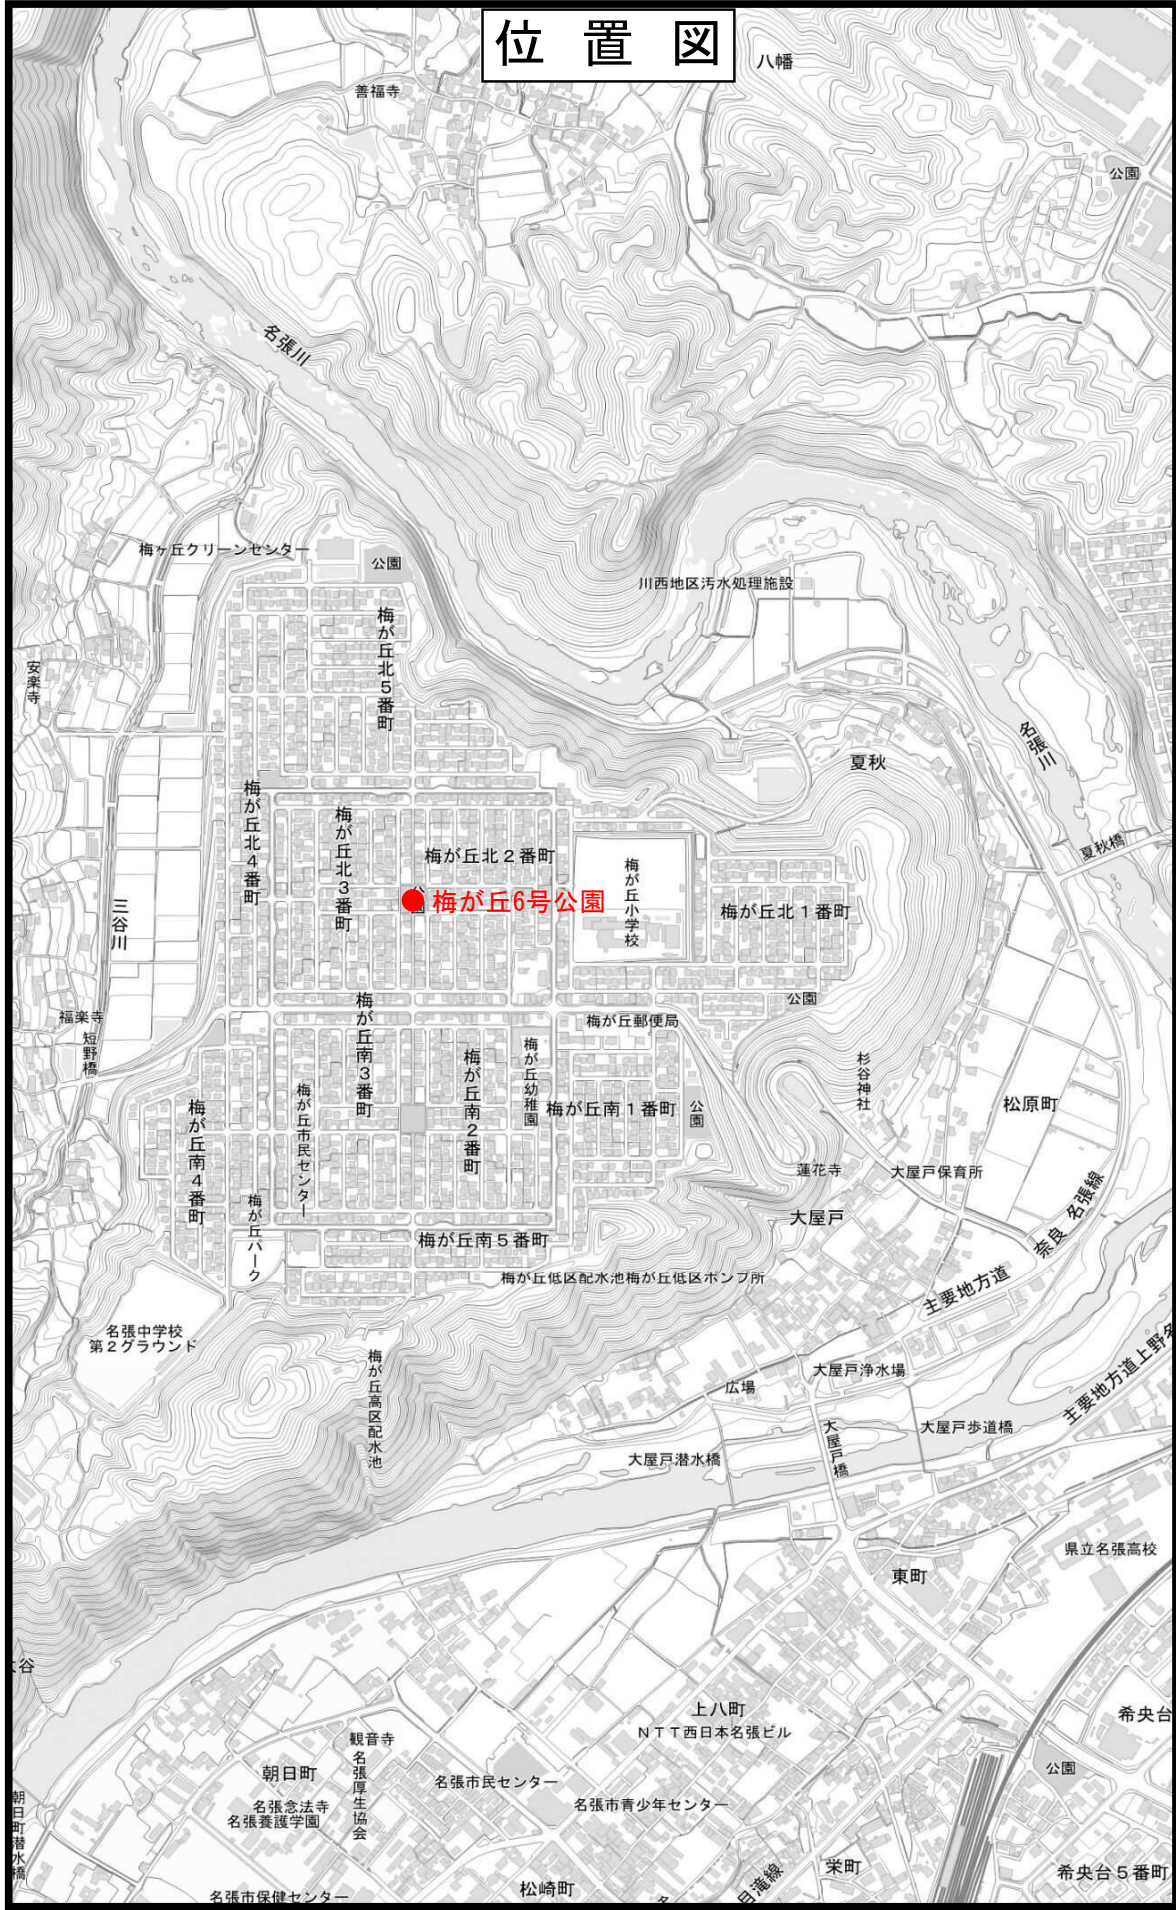 位置図
八幡
善福寺
公園
名張川
梅ヶ丘クリーンセンター
公園
川西地区汚水処理施設
梅が丘北5番町
安楽寺
名張川
夏秋
梅が丘北4番町
梅が丘北3番町
梅が丘北2番町
夏秋橋
梅が丘小学校
梅が丘6号公園
梅が丘北1番町
三谷川
公園
福楽寺
梅が丘郵便局
短野橋
梅が丘南3番町
梅が丘南2番町
梅が丘幼稚園
杉谷神社
梅が丘南4番町
梅が丘市民センター
梅が丘南1番町
公園
松原町
蓮花寺
大屋戸保育所
梅が丘パーク
大屋戸
梅が丘南5番町
主要地方道 奈良 名張線
梅が丘低区配水池梅が丘低区ポンプ所
名張中学校
第2グラウンド
梅が丘高区配水池
大屋戸浄水場
広場
主要地方道上野名
大屋戸歩道橋
大屋戸橋
大屋戸潜水橋
県立名張高校
東町
谷
上八町
NTT西日本名張ビル
希央台
観音寺
名張厚生協会
朝日町
名張市民センター
公園
朝日町潜水橋
名張念法寺
名張養護学園
名張市青少年センター
栄町
希央台5番町
松崎町
目滝線
名張市保健センター